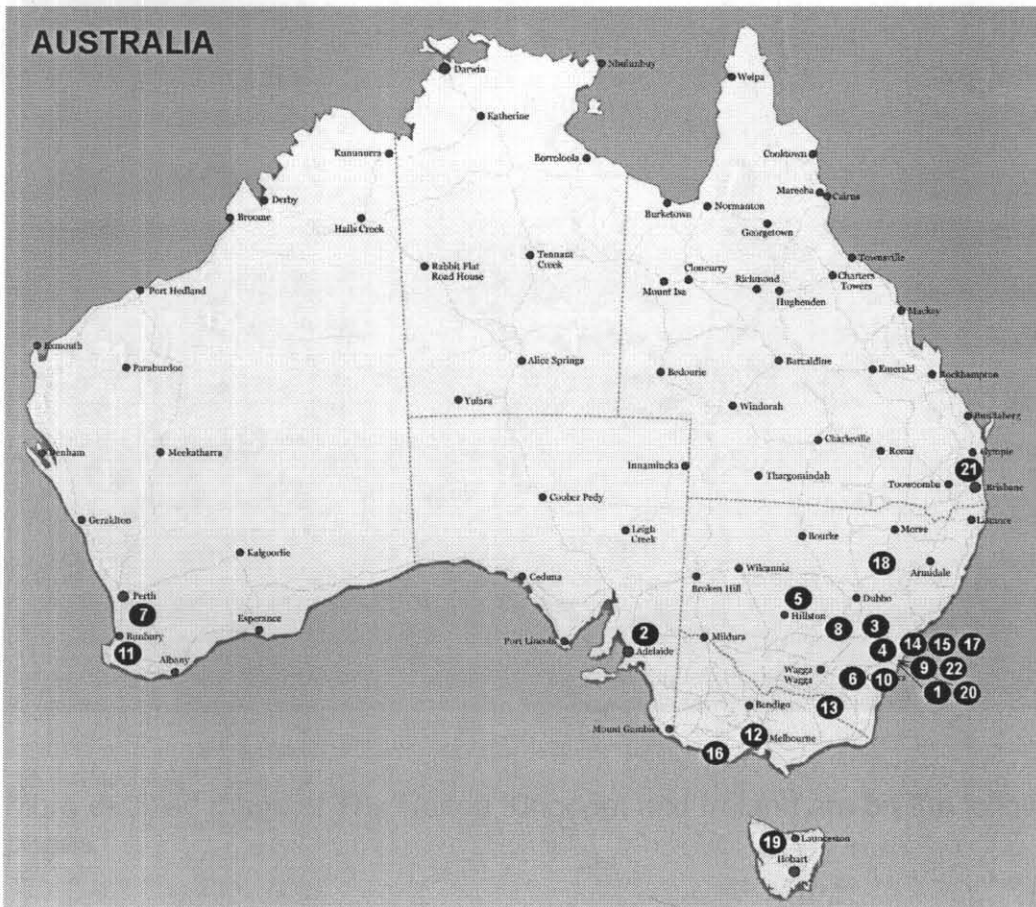 AUSTRALIA
Darwin
Nhulunbuy
Weipa
Katherine
Kununurra
Borroloola
Cooktown
Mareeba
Cairns
Derby
Broome
Halls Creek
Burketown
Normanton
Georgetown
Tennant
Creek
Rabbit Flat
Road House
Townsville
Cloncurry
Mount Isa
Richmond
Hughenden
Charters
Towers
Port Hedland
Mackay
Exmouth
Paraburdoo
Alice Springs
Bedourie
Barcaldine
Emerald
Rockhampton
Yulara
Windorah
Bundaberg
Charleville
Roma
Gympie
Denham
Meekatharra
Innamincka
Thargomindah
21
Toowoomba
Brisbane
Coober Pedy
Geraldton
Leigh
Creek
Bourke
Moree
Lismore
Kalgoorlie
18
Armidale
Ceduna
Broken Hill
Wilcannia
Perth
7
5
Dubbo
Hillston
Esperance
Bunbury
11
Albany
Port Lincoln
2
Adelaide
Mildura
8
3
4
14
15
17
9
22
Wagga
Wagga
6
10
1
20
13
Bendigo
Mount Gambier
12
Melbourne
16
19
Launceston
Hobart